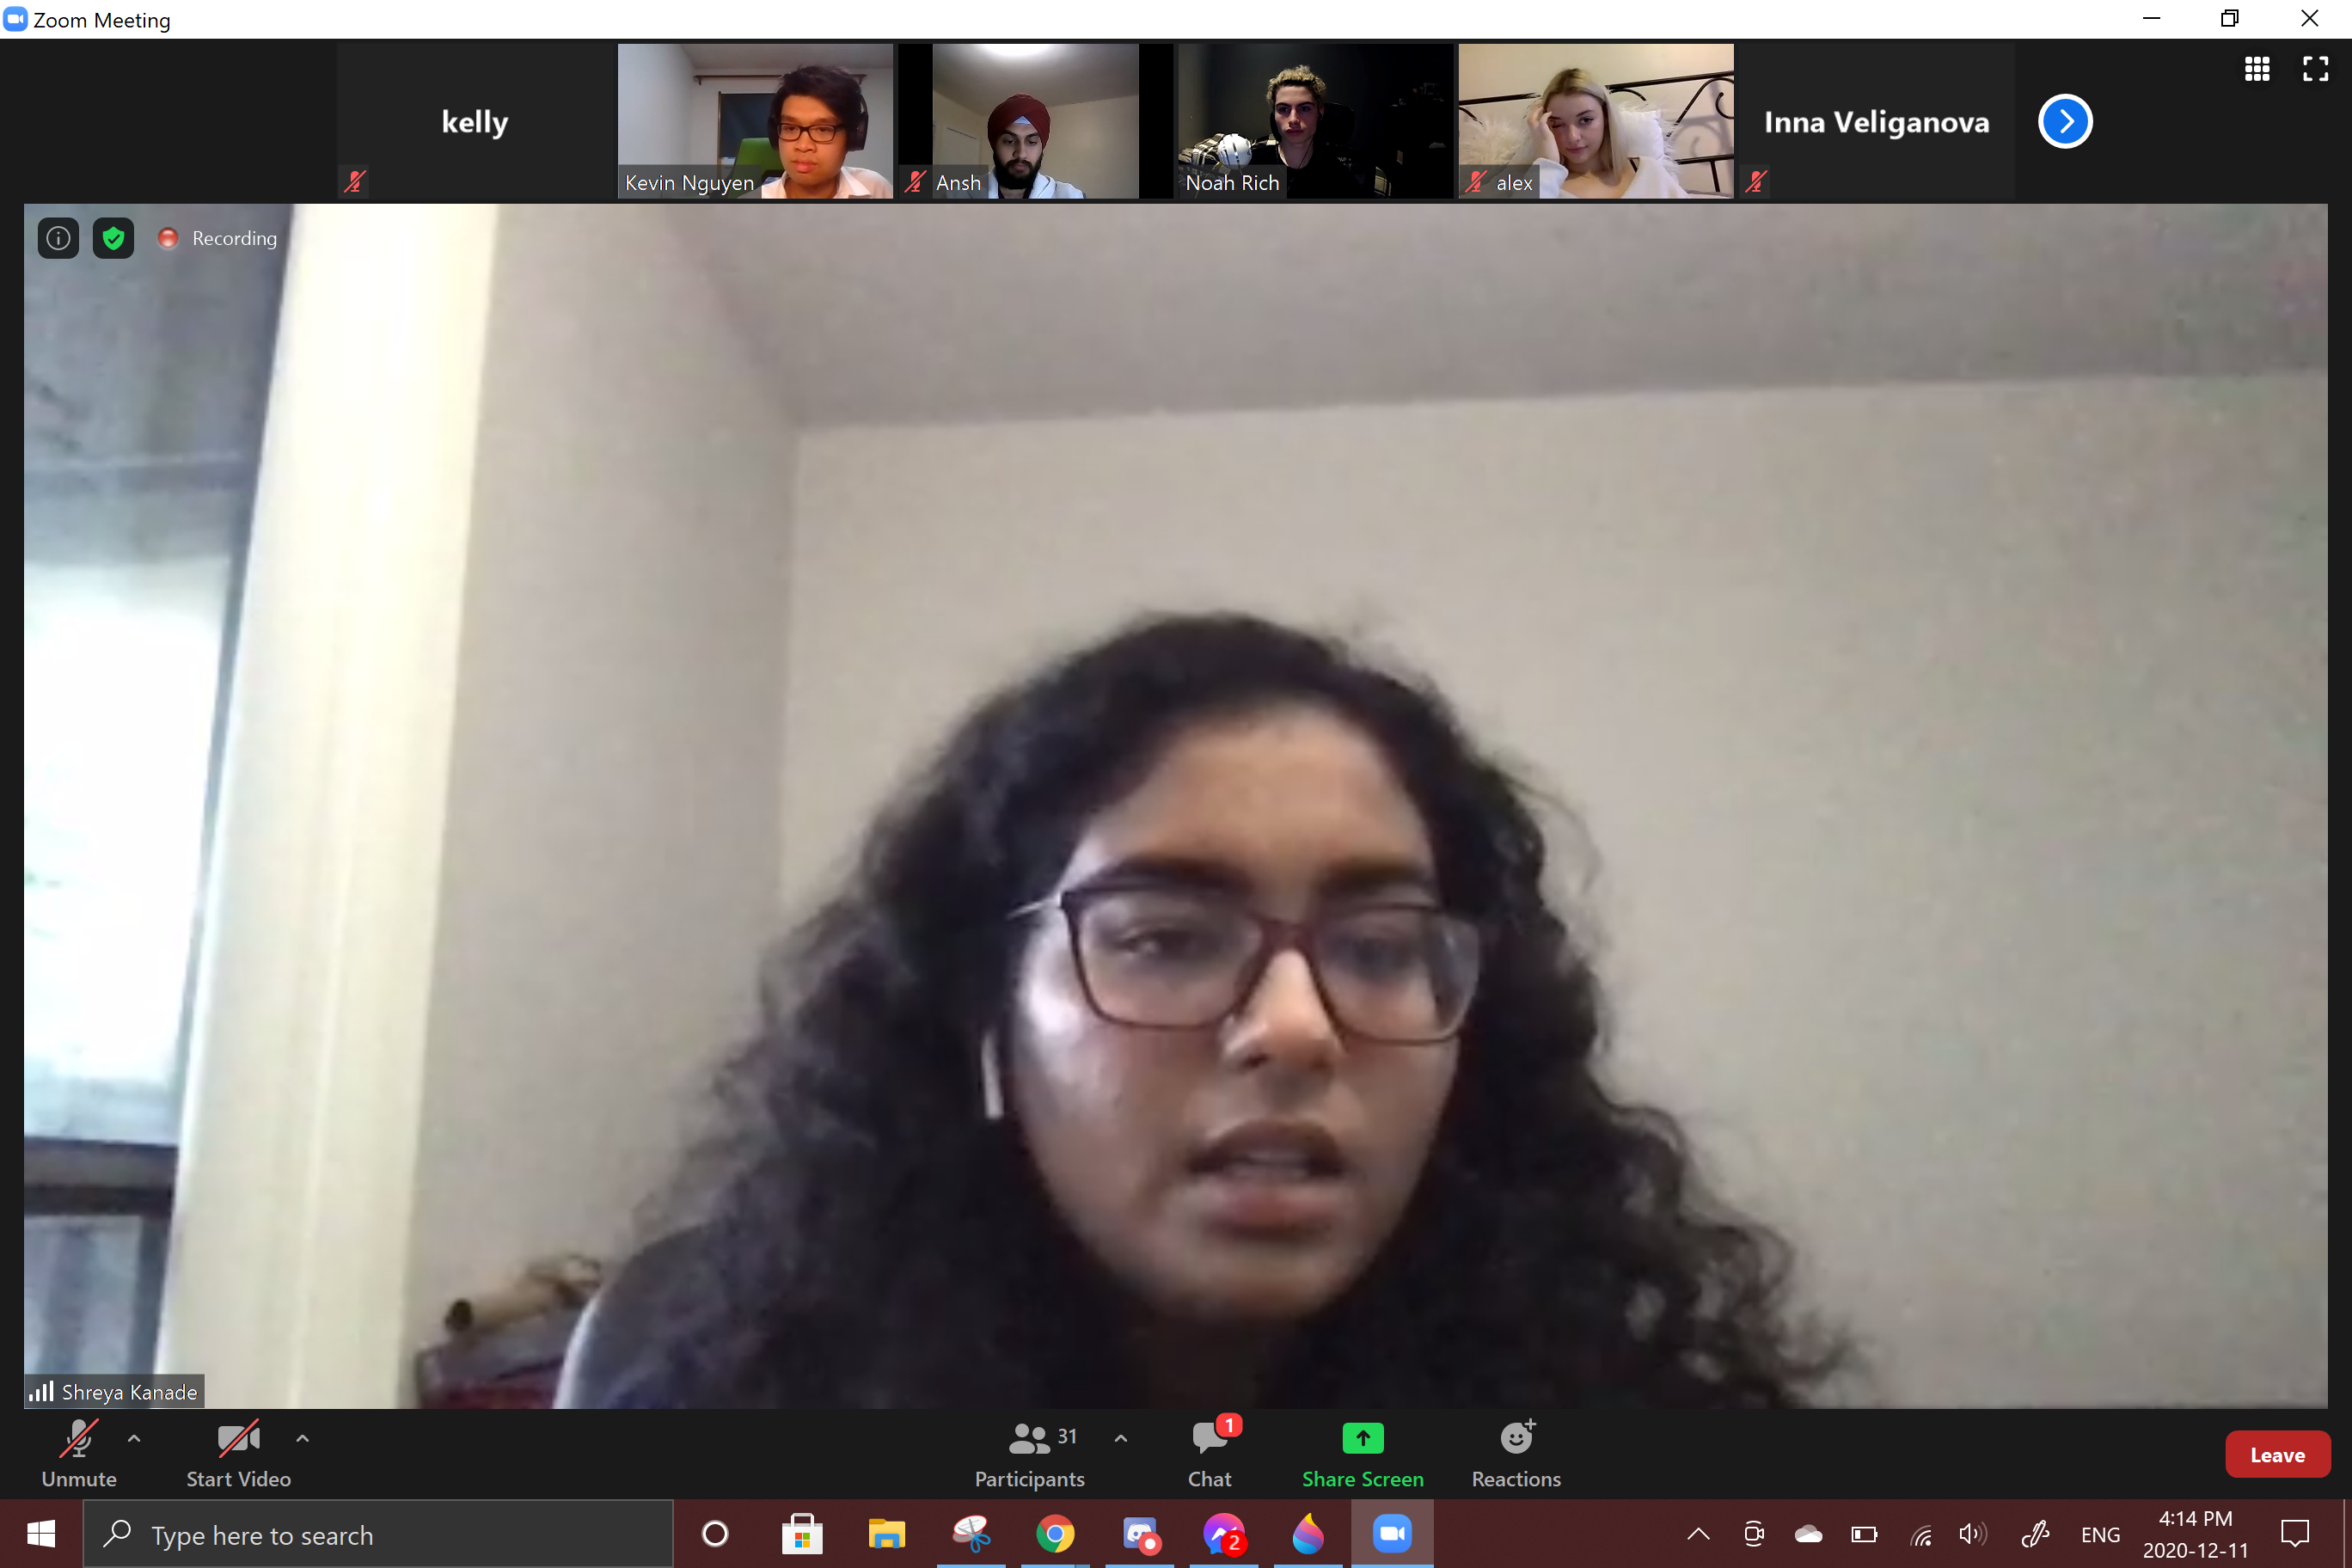 Zoom Meeting
kelly
Kevin Nguyen
Ansh
Noah Rich
alex
Inna Veliganova
Recording
Shreya Kanade
Unmute
Start Video
31
Participants
1
Chat
Share Screen
Reactions
Leave
Type here to search
2
ENG
4:14 PM
2020-12-11